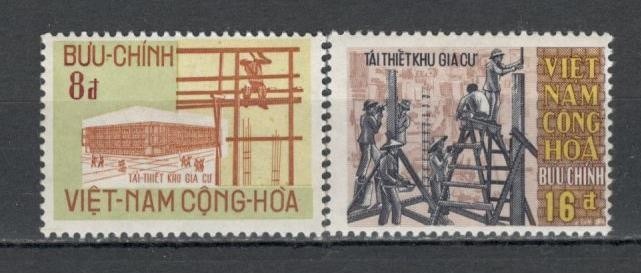 BƯU-CHÍNH
8đ
TÁI-THIẾT KHU GIA CƯ
VIỆT-NAM CỘNG-HÒA
TÁI THIẾT KHU GIA CƯ
VIỆT
NAM
CỘNG
HÒA
BƯU CHÍNH
16đ